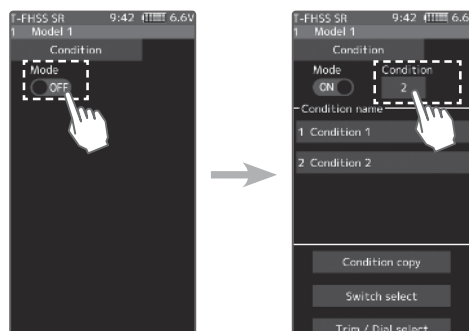 T-FHSS SR 9:42 6.6V
1 Model 1
Condition
Mode
OFF
T-FHSS SR 9:42 6.6
1 Model 1
Condition
Mode Condition
ON 2
Condition name
1 Condition 1
2 Condition 2
Condition copy
Switch select
Trim / Dial select